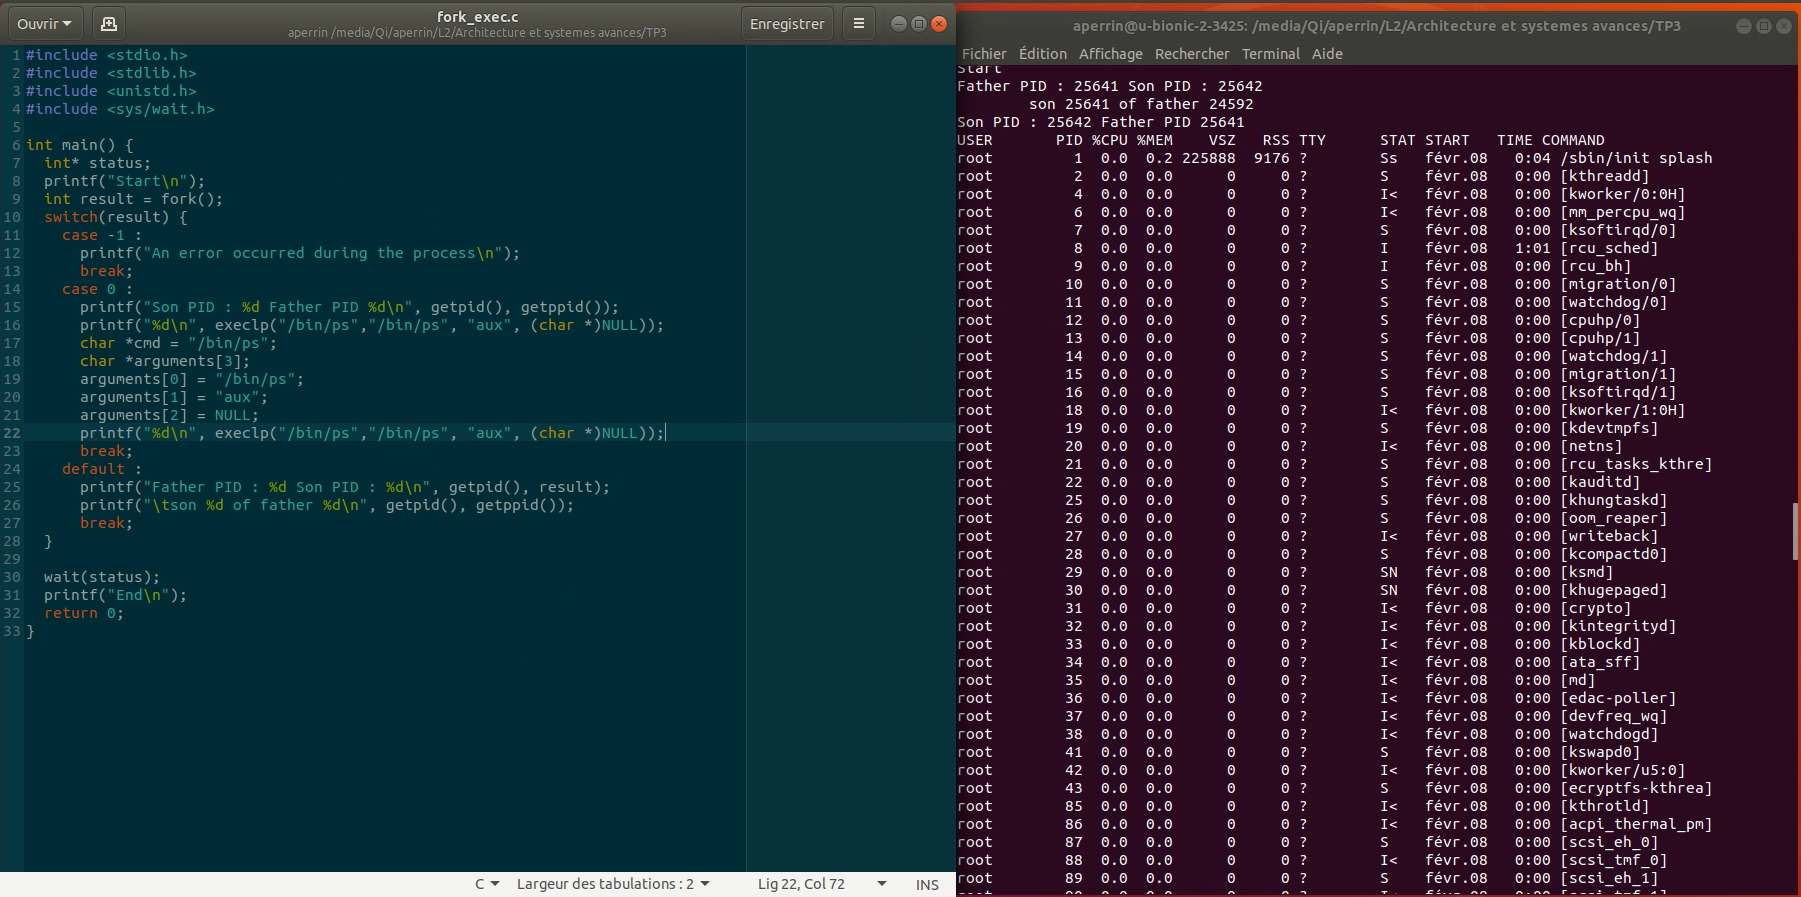 Ouvrir
fork_exec.c
aperrin /media/Qi/aperrin/L2/Architecture et systemes avances/TP3
Enregistrer
1 #include <stdio.h>
2 #include <stdlib.h>
3 #include <unistd.h>
4 #include <sys/wait.h>
5
6 int main() {
7   int* status;
8   printf("Start\n");
9   int result = fork();
10   switch(result) {
11     case -1 :
12       printf("An error occurred during the process\n");
13       break;
14     case 0 :
15       printf("Son PID : %d Father PID %d\n", getpid(), getppid());
16       printf("%d\n", execlp("/bin/ps","/bin/ps", "aux", (char *)NULL));
17       char *cmd = "/bin/ps";
18       char *arguments[3];
19       arguments[0] = "/bin/ps";
20       arguments[1] = "aux";
21       arguments[2] = NULL;
22       printf("%d\n", execlp("/bin/ps","/bin/ps", "aux", (char *)NULL));
23       break;
24     default :
25       printf("Father PID : %d Son PID : %d\n", getpid(), result);
26       printf("\tson %d of father %d\n", getpid(), getppid());
27       break;
28   }
29
30   wait(status);
31   printf("End\n");
32   return 0;
33 }
C Largeur des tabulations : 2 Lig 22, Col 72 INS
aperrin@u-bionic-2-3425: /media/Qi/aperrin/L2/Architecture et systemes avances/TP3
Fichier Édition Affichage Rechercher Terminal Aide
Start
Father PID : 25641 Son PID : 25642
        son 25641 of father 24592
Son PID : 25642 Father PID 25641
USER PID %CPU %MEM VSZ RSS TTY STAT START TIME COMMAND
root 1 0.0 0.2 225888 9176 ? Ss févr.08 0:04 /sbin/init splash
root 2 0.0 0.0 0 0 ? S févr.08 0:00 [kthreadd]
root 4 0.0 0.0 0 0 ? I< févr.08 0:00 [kworker/0:0H]
root 6 0.0 0.0 0 0 ? I< févr.08 0:00 [mm_percpu_wq]
root 7 0.0 0.0 0 0 ? S févr.08 0:00 [ksoftirqd/0]
root 8 0.0 0.0 0 0 ? I févr.08 1:01 [rcu_sched]
root 9 0.0 0.0 0 0 ? I févr.08 0:00 [rcu_bh]
root 10 0.0 0.0 0 0 ? S févr.08 0:00 [migration/0]
root 11 0.0 0.0 0 0 ? S févr.08 0:00 [watchdog/0]
root 12 0.0 0.0 0 0 ? S févr.08 0:00 [cpuhp/0]
root 13 0.0 0.0 0 0 ? S févr.08 0:00 [cpuhp/1]
root 14 0.0 0.0 0 0 ? S févr.08 0:00 [watchdog/1]
root 15 0.0 0.0 0 0 ? S févr.08 0:00 [migration/1]
root 16 0.0 0.0 0 0 ? S févr.08 0:00 [ksoftirqd/1]
root 18 0.0 0.0 0 0 ? I< févr.08 0:00 [kworker/1:0H]
root 19 0.0 0.0 0 0 ? S févr.08 0:00 [kdevtmpfs]
root 20 0.0 0.0 0 0 ? I< févr.08 0:00 [netns]
root 21 0.0 0.0 0 0 ? S févr.08 0:00 [rcu_tasks_kthre]
root 22 0.0 0.0 0 0 ? S févr.08 0:00 [kauditd]
root 25 0.0 0.0 0 0 ? S févr.08 0:00 [khungtaskd]
root 26 0.0 0.0 0 0 ? S févr.08 0:00 [oom_reaper]
root 27 0.0 0.0 0 0 ? I< févr.08 0:00 [writeback]
root 28 0.0 0.0 0 0 ? S févr.08 0:00 [kcompactd0]
root 29 0.0 0.0 0 0 ? SN févr.08 0:00 [ksmd]
root 30 0.0 0.0 0 0 ? SN févr.08 0:00 [khugepaged]
root 31 0.0 0.0 0 0 ? I< févr.08 0:00 [crypto]
root 32 0.0 0.0 0 0 ? I< févr.08 0:00 [kintegrityd]
root 33 0.0 0.0 0 0 ? I< févr.08 0:00 [kblockd]
root 34 0.0 0.0 0 0 ? I< févr.08 0:00 [ata_sff]
root 35 0.0 0.0 0 0 ? I< févr.08 0:00 [md]
root 36 0.0 0.0 0 0 ? I< févr.08 0:00 [edac-poller]
root 37 0.0 0.0 0 0 ? I< févr.08 0:00 [devfreq_wq]
root 38 0.0 0.0 0 0 ? I< févr.08 0:00 [watchdogd]
root 41 0.0 0.0 0 0 ? S févr.08 0:00 [kswapd0]
root 42 0.0 0.0 0 0 ? I< févr.08 0:00 [kworker/u5:0]
root 43 0.0 0.0 0 0 ? S févr.08 0:00 [ecryptfs-kthrea]
root 85 0.0 0.0 0 0 ? I< févr.08 0:00 [kthrotld]
root 86 0.0 0.0 0 0 ? I< févr.08 0:00 [acpi_thermal_pm]
root 87 0.0 0.0 0 0 ? S févr.08 0:00 [scsi_eh_0]
root 88 0.0 0.0 0 0 ? I< févr.08 0:00 [scsi_tmf_0]
root 89 0.0 0.0 0 0 ? S févr.08 0:00 [scsi_eh_1]